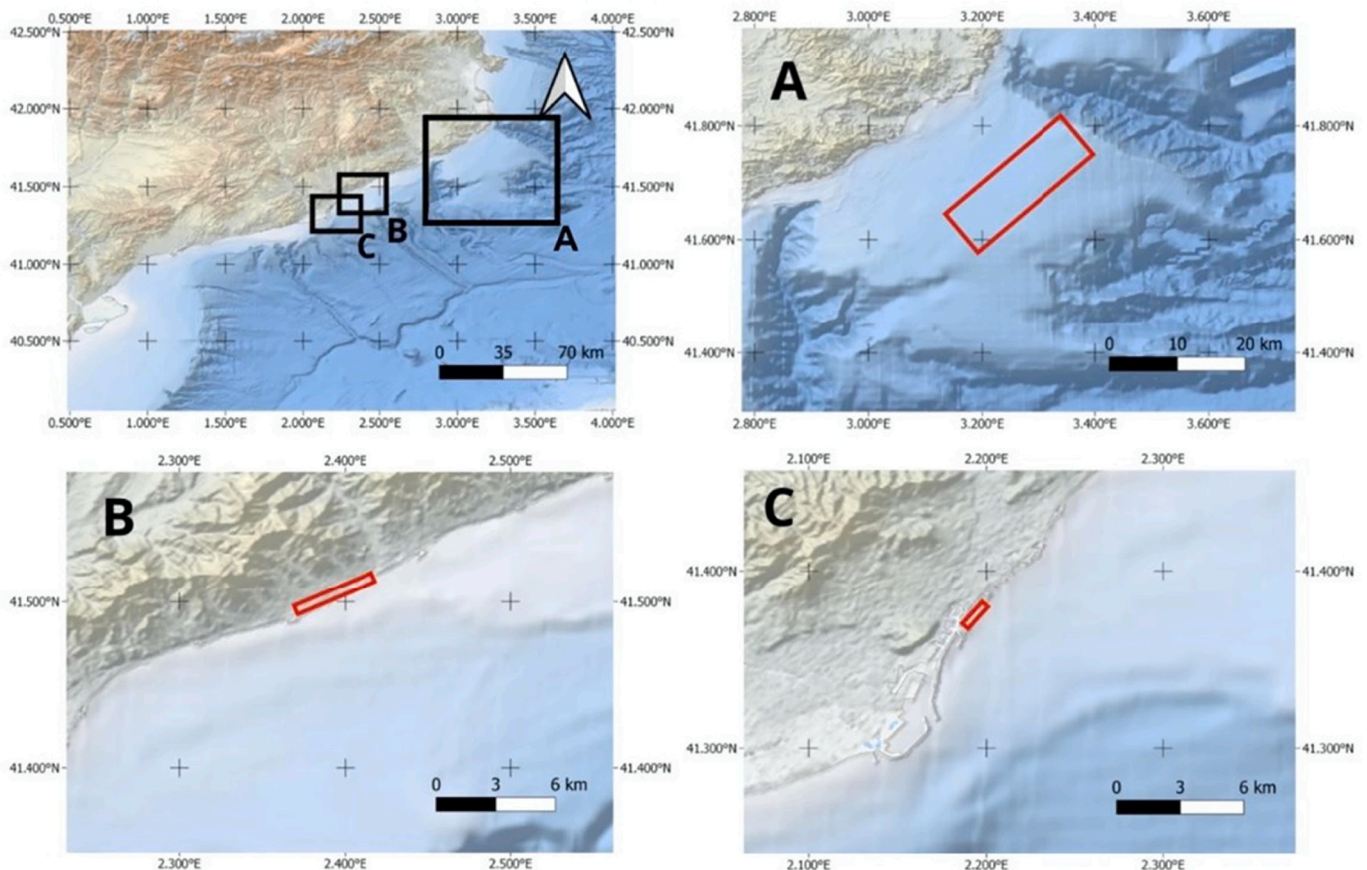 0.500°E 1.000°E 1.500°E 2.000°E 2.500°E 3.000°E 3.500°E 4.000°E
42.500°N 42.500°N
42.000°N 42.000°N
41.500°N 41.500°N
41.000°N 41.000°N
40.500°N 40.500°N
B
C
A
0 35 70 km
0.500°E 1.000°E 1.500°E 2.000°E 2.500°E 3.000°E 3.500°E 4.000°E
2.800°E 3.000°E 3.200°E 3.400°E 3.600°E
A
41.800°N 41.800°N
41.600°N 41.600°N
41.400°N 41.400°N
0 10 20 km
2.800°E 3.000°E 3.200°E 3.400°E 3.600°E
2.300°E 2.400°E 2.500°E
B
41.500°N 41.500°N
41.400°N 41.400°N
0 3 6 km
2.300°E 2.400°E 2.500°E
2.100°E 2.200°E 2.300°E
C
41.400°N 41.400°N
41.300°N 41.300°N
0 3 6 km
2.100°E 2.200°E 2.300°E